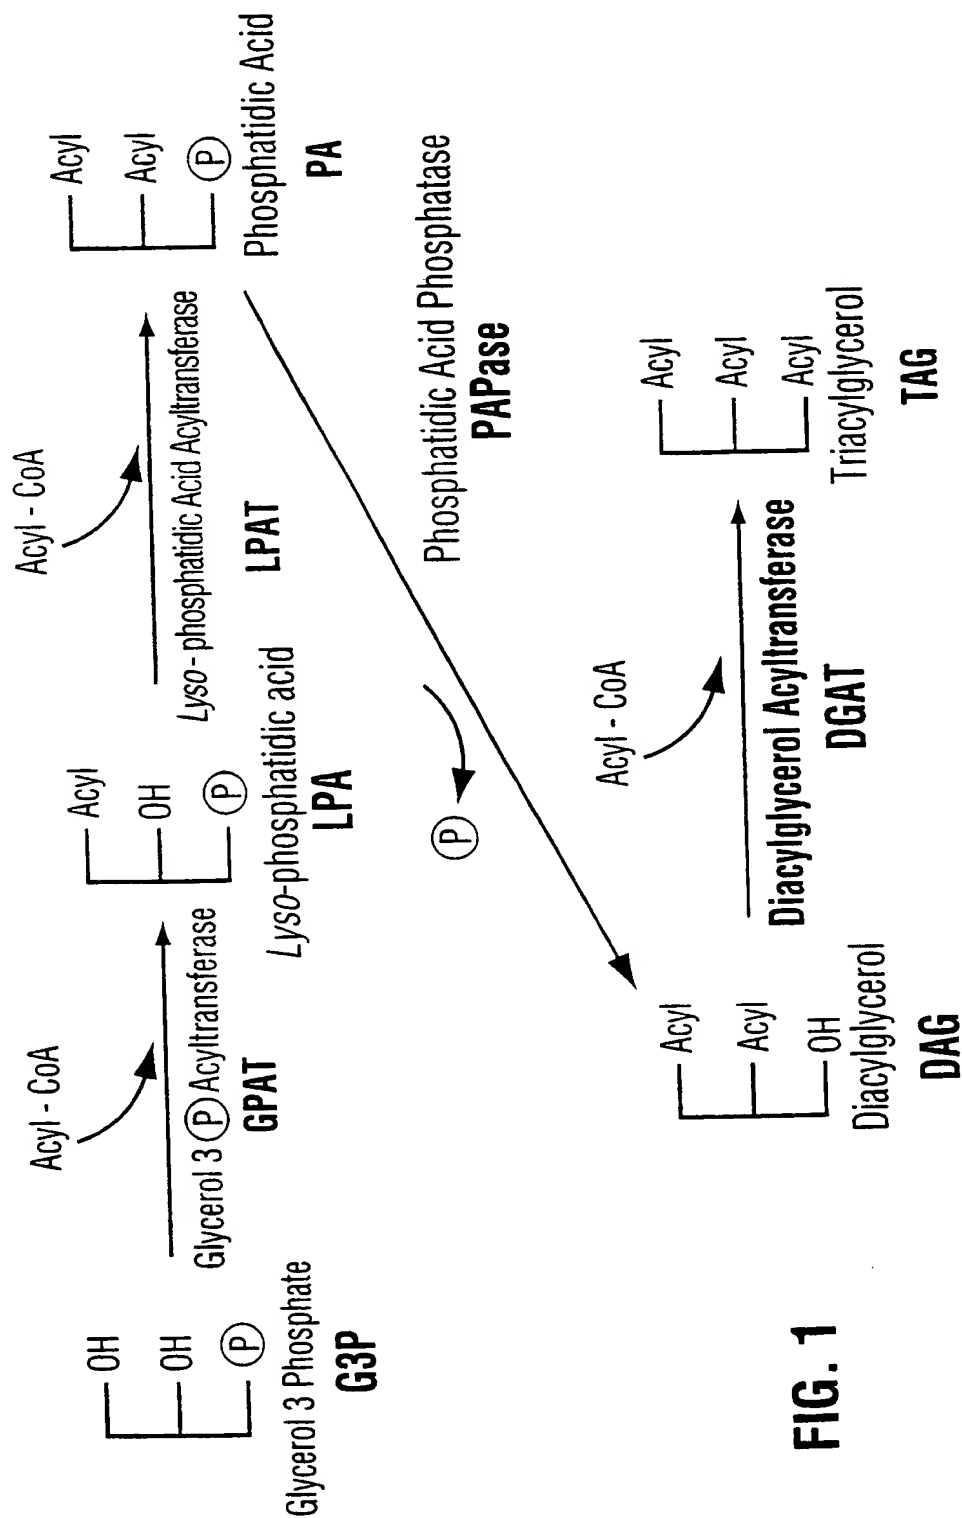 OH
OH
P
Glycerol 3 Phosphate
G3P
Acyl - CoA
Glycerol 3 P Acyltransferase
GPAT
Acyl
OH
P
Lyso-phosphatidic acid
LPA
Acyl - CoA
Lyso - phosphatidic Acid Acyltransferase
LPAT
Acyl
Acyl
P
Phosphatidic Acid
PA
P
Phosphatidic Acid Phosphatase
PAPase
Acyl
Acyl
OH
Diacylglycerol
DAG
Acyl - CoA
Diacylglycerol Acyltransferase
DGAT
Acyl
Acyl
Acyl
Triacylglycerol
TAG
FIG. 1